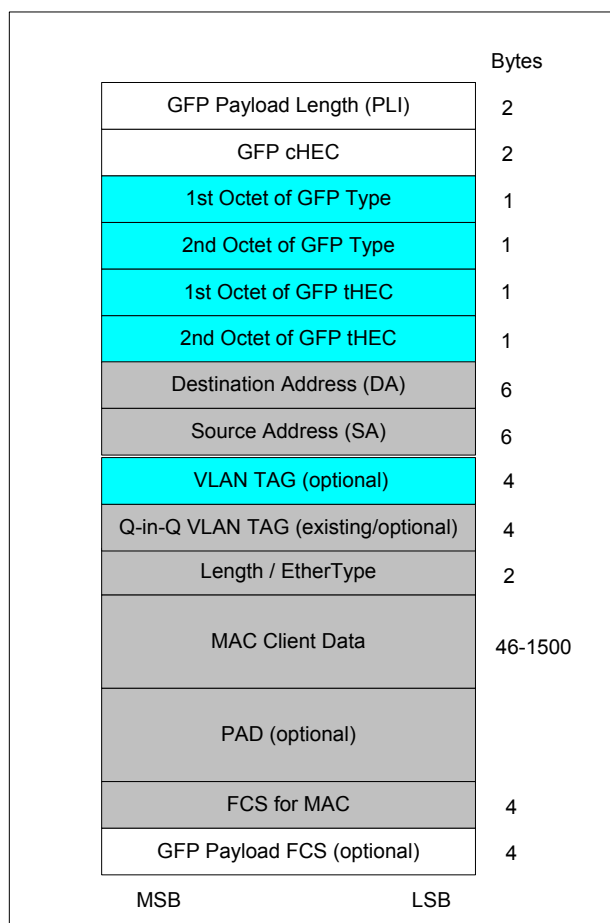 Bytes
GFP Payload Length (PLI) 2
GFP cHEC 2
1st Octet of GFP Type 1
2nd Octet of GFP Type 1
1st Octet of GFP tHEC 1
2nd Octet of GFP tHEC 1
Destination Address (DA) 6
Source Address (SA) 6
VLAN TAG (optional) 4
Q-in-Q VLAN TAG (existing/optional) 4
Length / EtherType 2
MAC Client Data 46-1500
PAD (optional)
FCS for MAC 4
GFP Payload FCS (optional) 4
MSB LSB